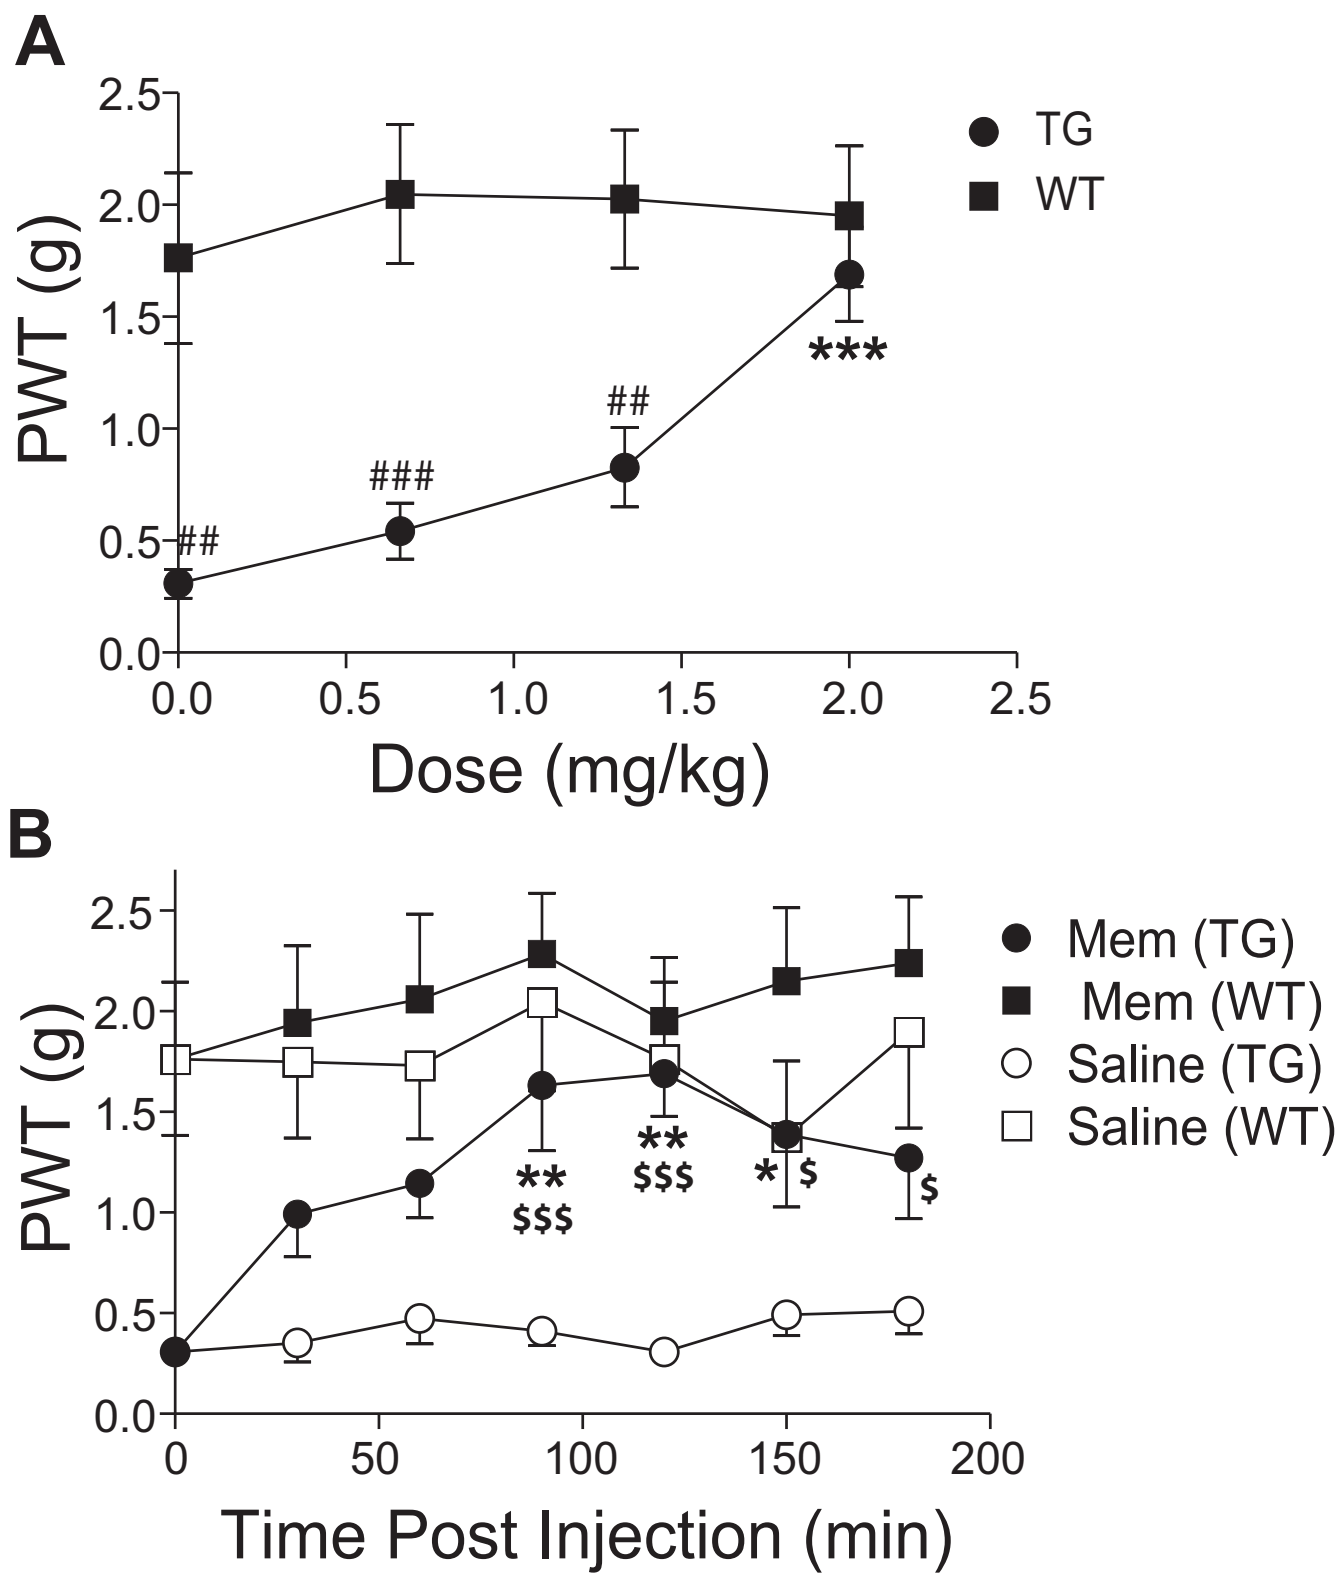 A
2.5
2.0
1.5
1.0
0.5
0.0
PWT (g)
TG
WT
##
###
##
***
0.0 0.5 1.0 1.5 2.0 2.5
Dose (mg/kg)
B
2.5
2.0
1.5
1.0
0.5
0.0
PWT (g)
Mem (TG)
Mem (WT)
Saline (TG)
Saline (WT)
**
$$$
**
$$$
* $
$
0 50 100 150 200
Time Post Injection (min)